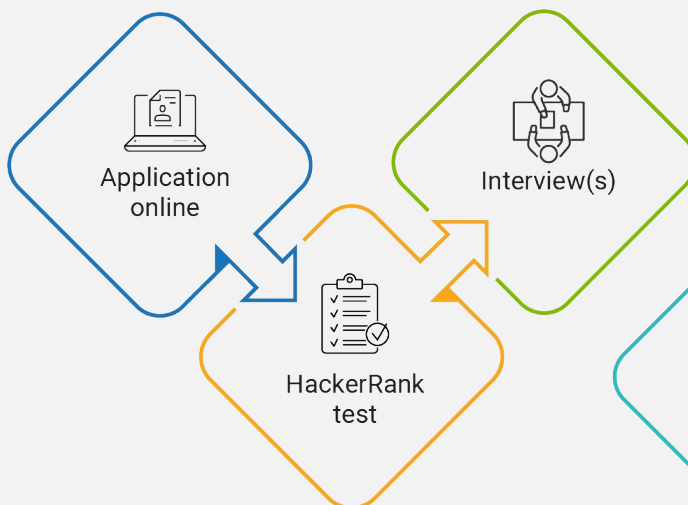 Application
online
HackerRank
test
Interview(s)